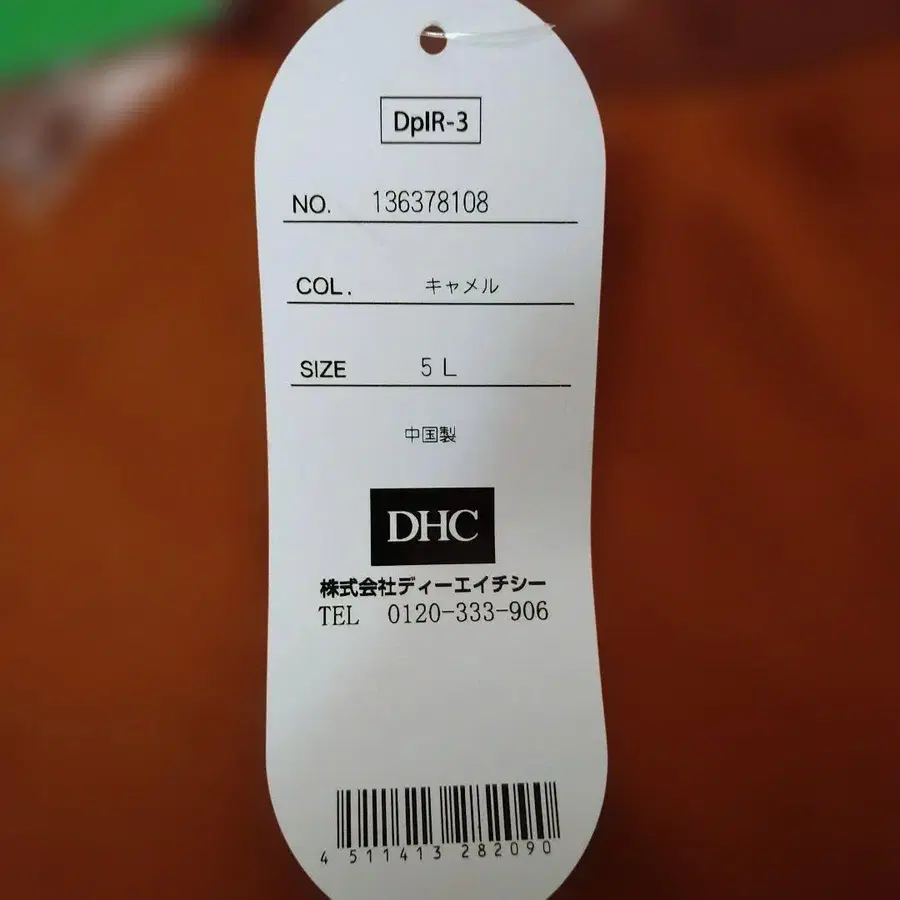 DpIR-3
NO. 136378108
COL. キャメル
SIZE 5L
中国製
DHC
株式会社ディーエイチシー
TEL 0120-333-906
4 511413 282090